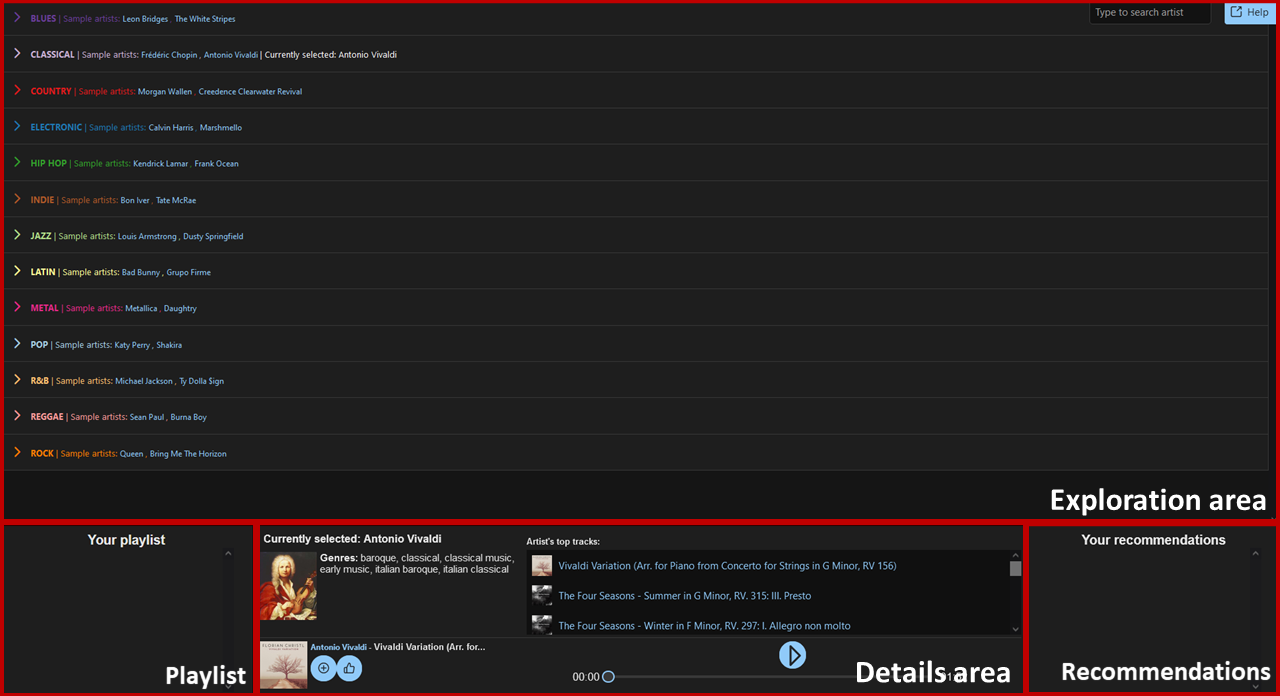 BLUES | Sample artists: Leon Bridges , The White Stripes
Type to search artist
Help
CLASSICAL | Sample artists: Frédéric Chopin , Antonio Vivaldi | Currently selected: Antonio Vivaldi
COUNTRY | Sample artists: Morgan Wallen , Creedence Clearwater Revival
ELECTRONIC | Sample artists: Calvin Harris , Marshmello
HIP HOP | Sample artists: Kendrick Lamar , Frank Ocean
INDIE | Sample artists: Bon Iver , Tate McRae
JAZZ | Sample artists: Louis Armstrong , Dusty Springfield
LATIN | Sample artists: Bad Bunny , Grupo Firme
METAL | Sample artists: Metallica , Daughtry
POP | Sample artists: Katy Perry , Shakira
R&B | Sample artists: Michael Jackson , Ty Dolla $ign
REGGAE | Sample artists: Sean Paul , Burna Boy
ROCK | Sample artists: Queen , Bring Me The Horizon
Exploration area
Your playlist
Playlist
Currently selected: Antonio Vivaldi
Genres: baroque, classical, classical music,
early music, italian baroque, italian classical
Artist's top tracks:
Vivaldi Variation (Arr. for Piano from Concerto for Strings in G Minor, RV 156)
The Four Seasons - Summer in G Minor, RV. 315: III. Presto
The Four Seasons - Winter in F Minor, RV. 297: I. Allegro non molto
FLORIAN CHRISTL
Antonio Vivaldi - Vivaldi Variation (Arr. for...
00:00
Details area
Your recommendations
Recommendations